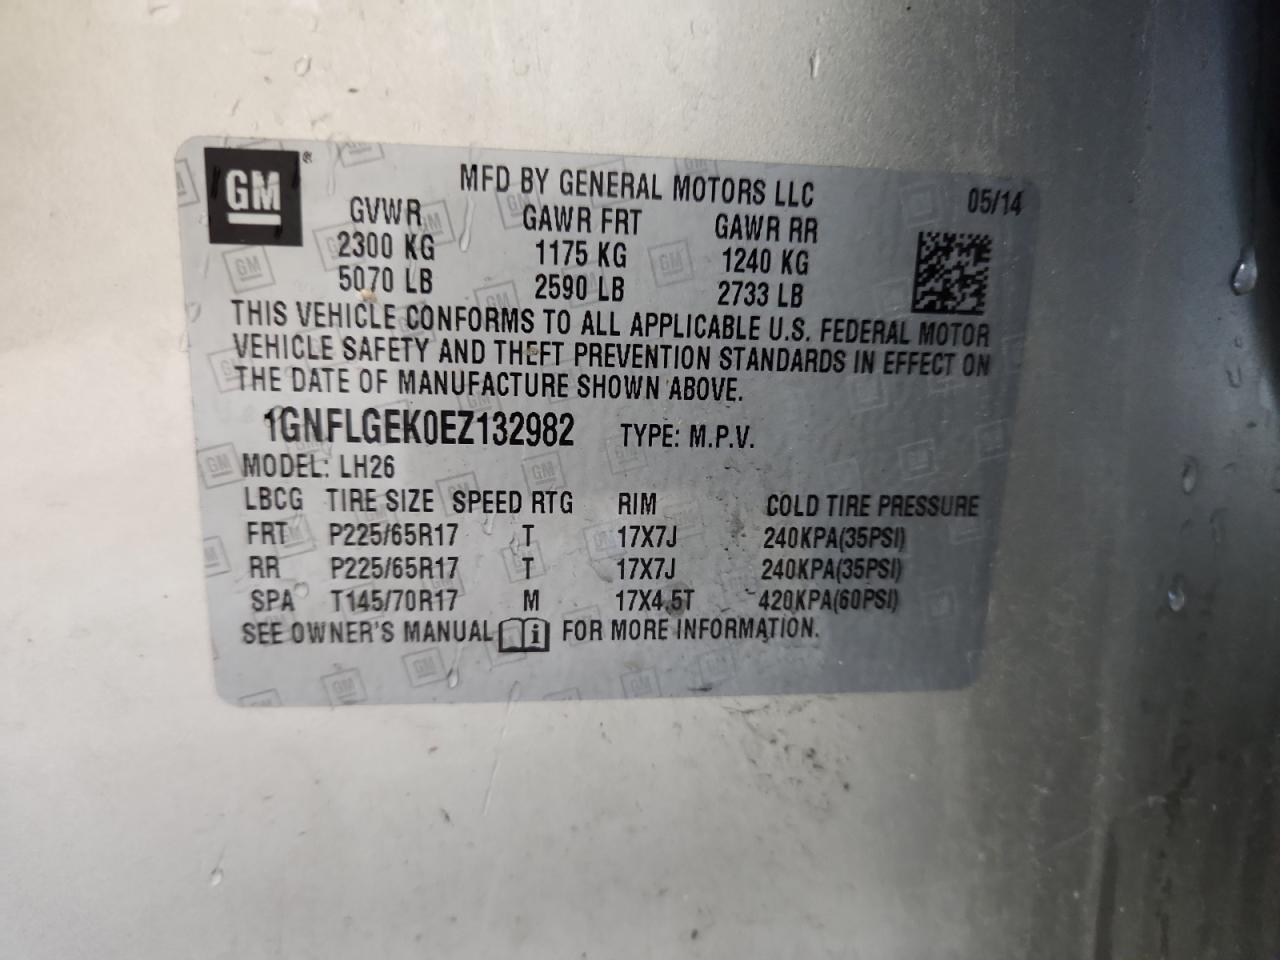 GM ®
MFD BY GENERAL MOTORS LLC 05/14
GVWR GAWR FRT GAWR RR
2300 KG 1175 KG 1240 KG
5070 LB 2590 LB 2733 LB
THIS VEHICLE CONFORMS TO ALL APPLICABLE U.S. FEDERAL MOTOR
VEHICLE SAFETY AND THEFT PREVENTION STANDARDS IN EFFECT ON
THE DATE OF MANUFACTURE SHOWN ABOVE.
1GNFLGEK0EZ132982 TYPE: M.P.V.
MODEL: LH26
LBCG TIRE SIZE SPEED RTG RIM COLD TIRE PRESSURE
FRT P225/65R17 T 17X7J 240KPA(35PSI)
RR P225/65R17 T 17X7J 240KPA(35PSI)
SPA T145/70R17 M 17X4.5T 420KPA(60PSI)
SEE OWNER'S MANUAL i FOR MORE INFORMATION.